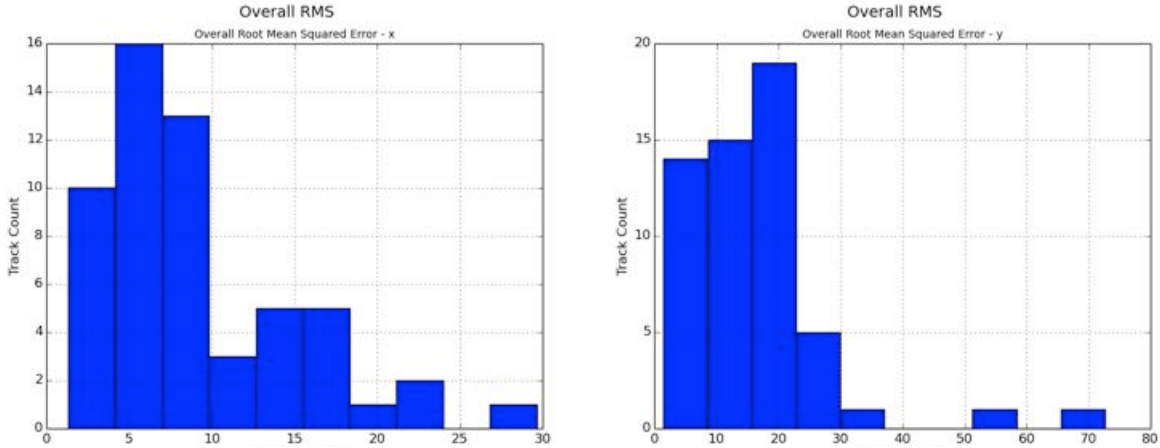 Overall RMS
Overall Root Mean Squared Error - x
16
14
12
10
8
6
4
2
0
Track Count
0 5 10 15 20 25 30
Overall RMS
Overall Root Mean Squared Error - y
20
15
10
5
0
Track Count
0 10 20 30 40 50 60 70 80